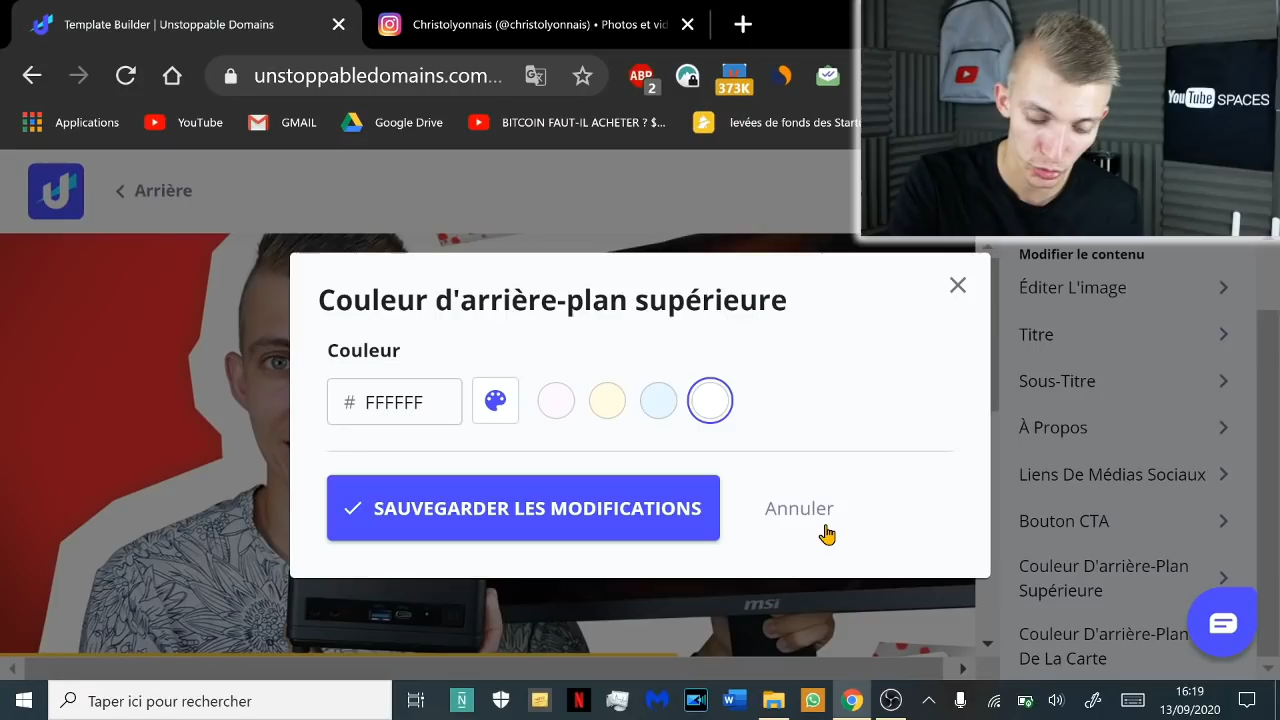 Template Builder | Unstoppable Domains
Christolyonnais (@christolyonnais) • Photos et vid
unstoppabledomains.com...
ABP
2
373K
Applications
YouTube
GMAIL
Google Drive
BITCOIN FAUT-IL ACHETER ? $...
levées de fonds des Start
YouTube SPACES
Arrière
Couleur d'arrière-plan supérieure
Couleur
# FFFFFF
SAUVEGARDER LES MODIFICATIONS
Annuler
Modifier le contenu
Éditer L'image
Titre
Sous-Titre
À Propos
Liens De Médias Sociaux
Bouton CTA
Couleur D'arrière-Plan
Supérieure
Couleur D'arrière-Plan
De La Carte
msi
Taper ici pour rechercher
16:19
13/09/2020